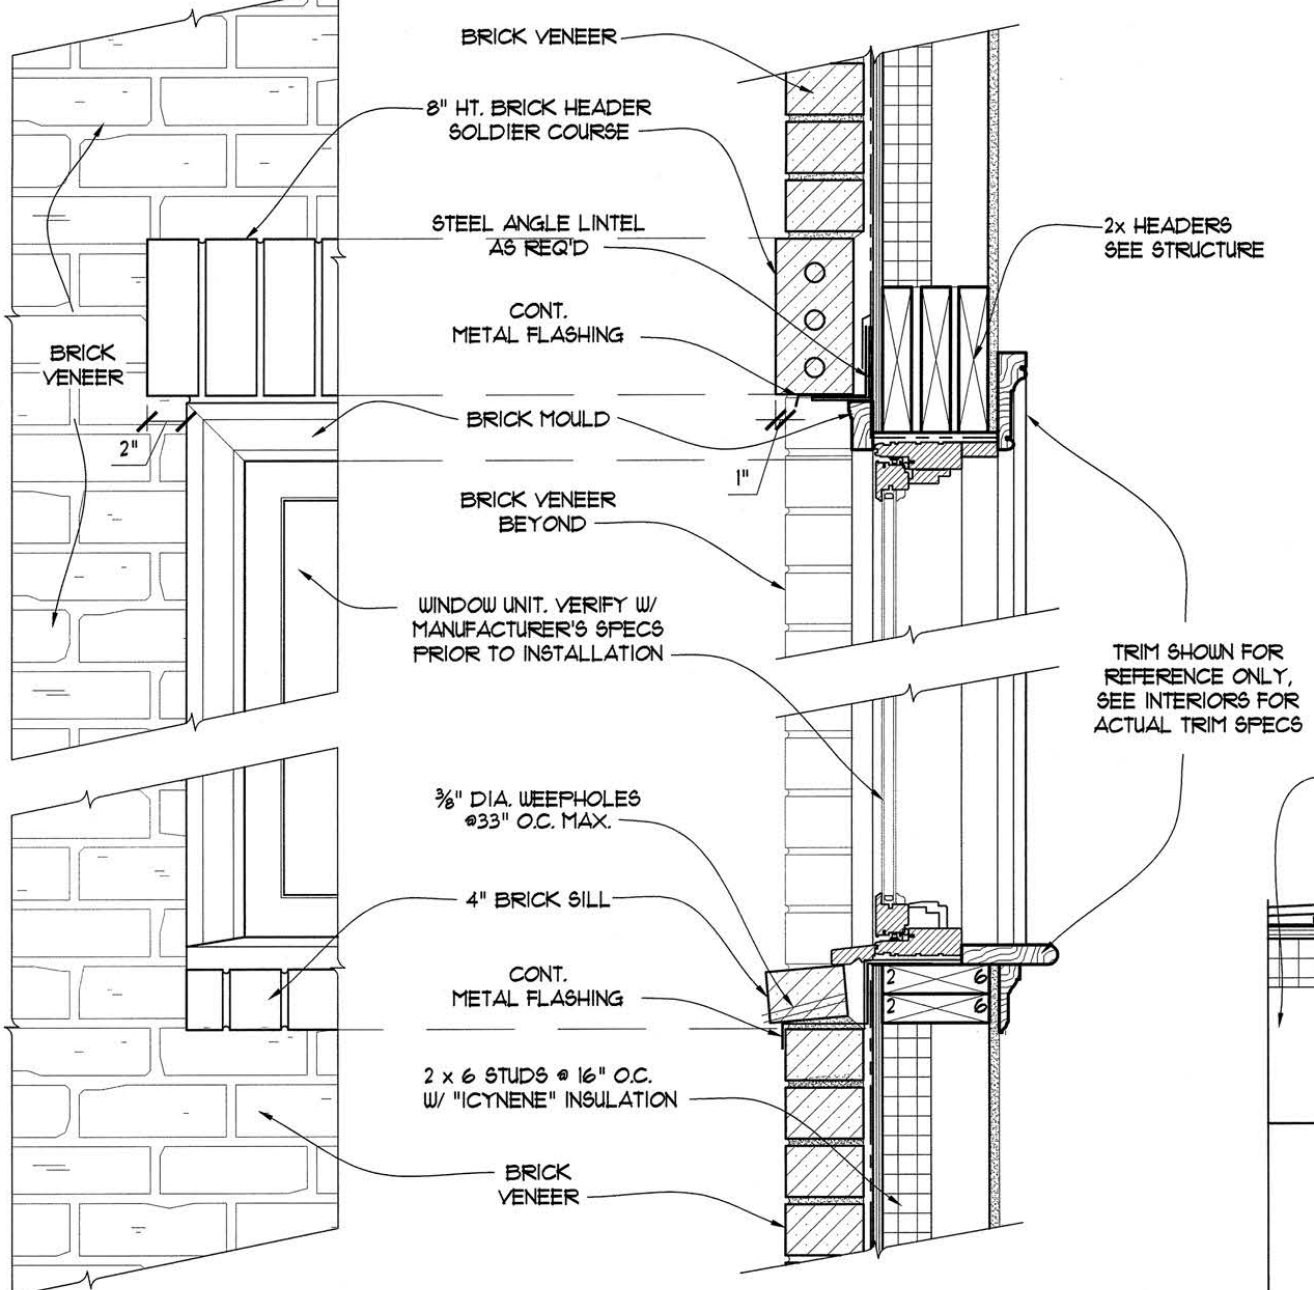 BRICK VENEER
8" HT. BRICK HEADER
SOLDIER COURSE
STEEL ANGLE LINTEL
AS REQ'D
2x HEADERS
SEE STRUCTURE
CONT.
METAL FLASHING
BRICK
VENEER
BRICK MOULD
2"
1"
BRICK VENEER
BEYOND
WINDOW UNIT. VERIFY W/
MANUFACTURER'S SPECS
PRIOR TO INSTALLATION
TRIM SHOWN FOR
REFERENCE ONLY,
SEE INTERIORS FOR
ACTUAL TRIM SPECS
⅜" DIA. WEEPHOLES
@33" O.C. MAX.
4" BRICK SILL
CONT.
METAL FLASHING
2 6
2 6
2 x 6 STUDS @ 16" O.C.
W/ "ICYNENE" INSULATION
BRICK
VENEER